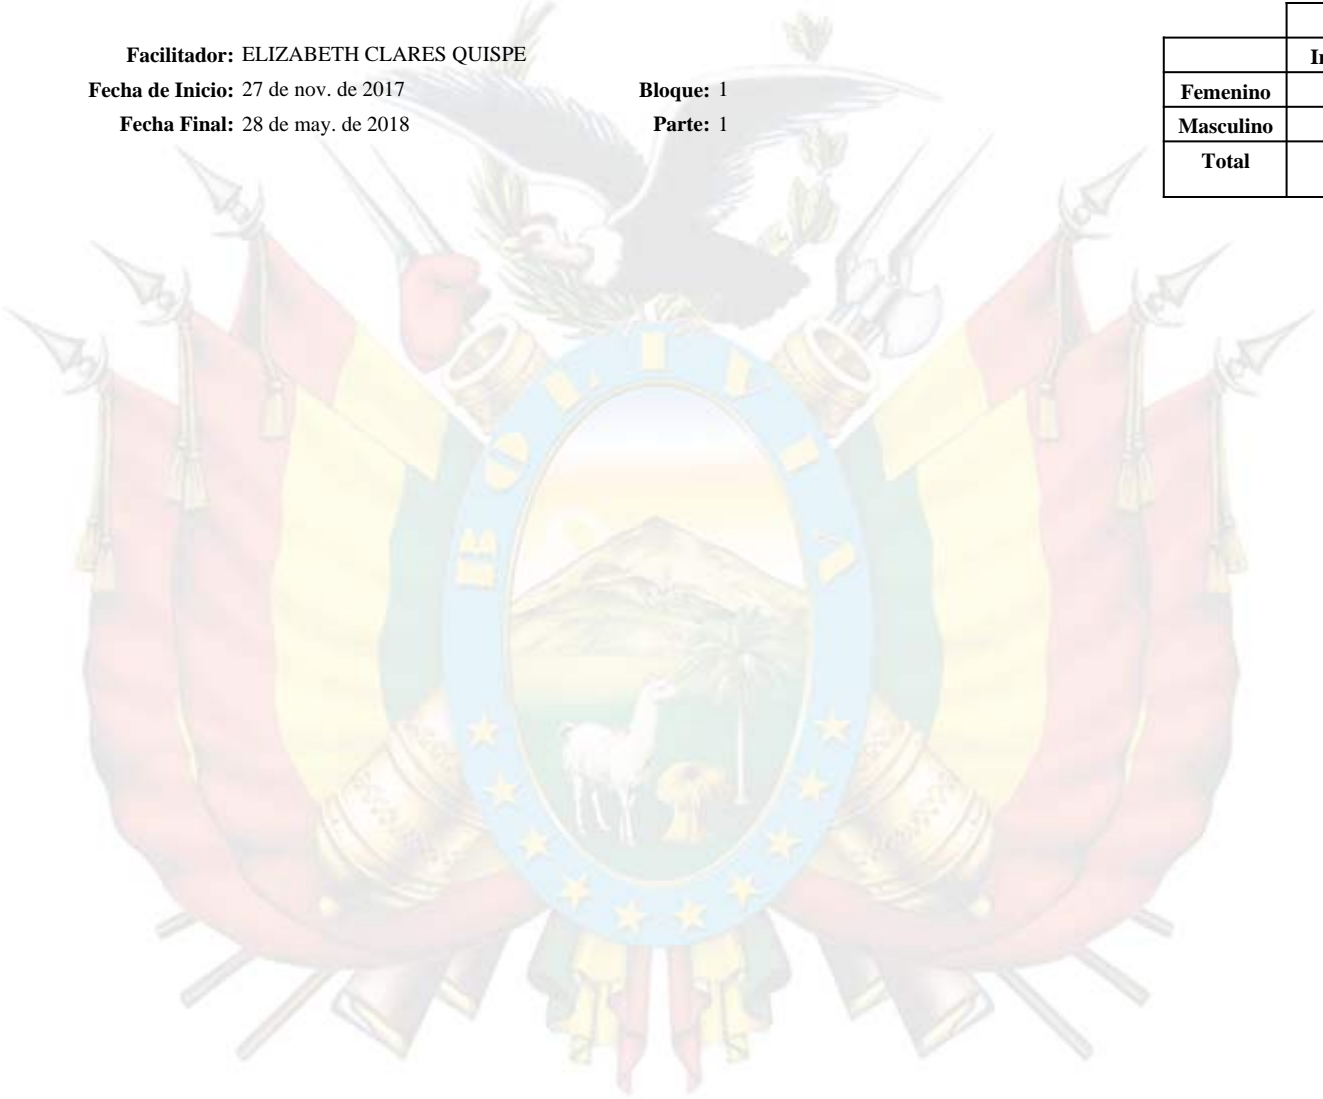 Facilitador: ELIZABETH CLARES QUISPE
Fecha de Inicio: 27 de nov. de 2017 Bloque: 1
Fecha Final: 28 de may. de 2018 Parte: 1
Femenino
Masculino
Total
BOLIVIA